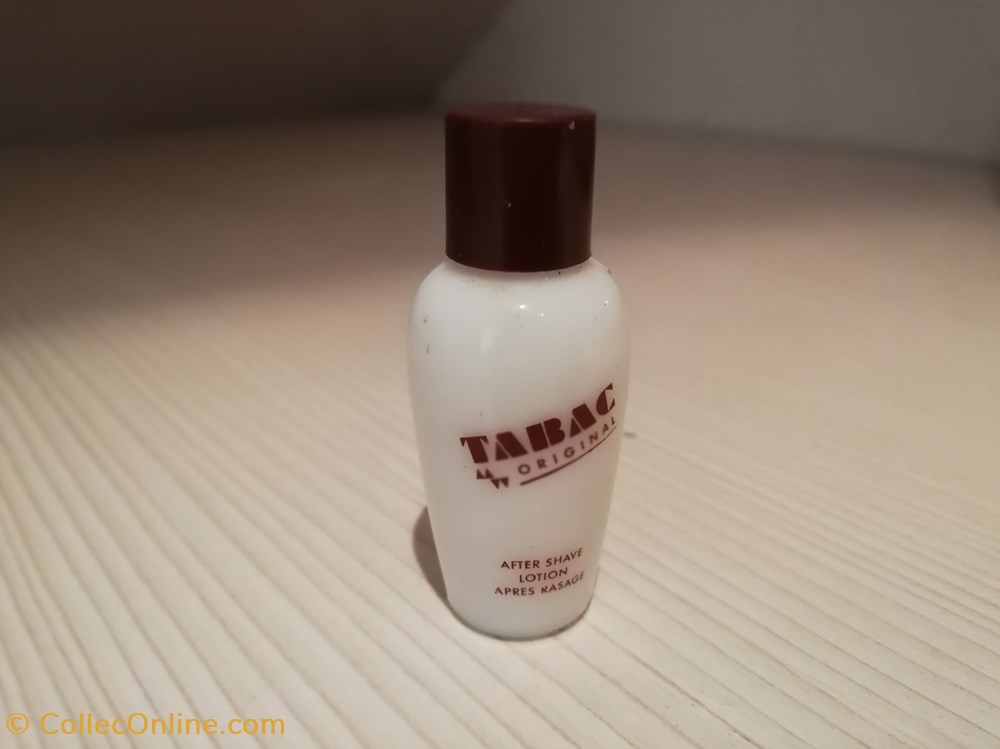 TABAC
ORIGINAL
AFTER SHAVE
LOTION
APRES RASAGE
© CollecOnline.com